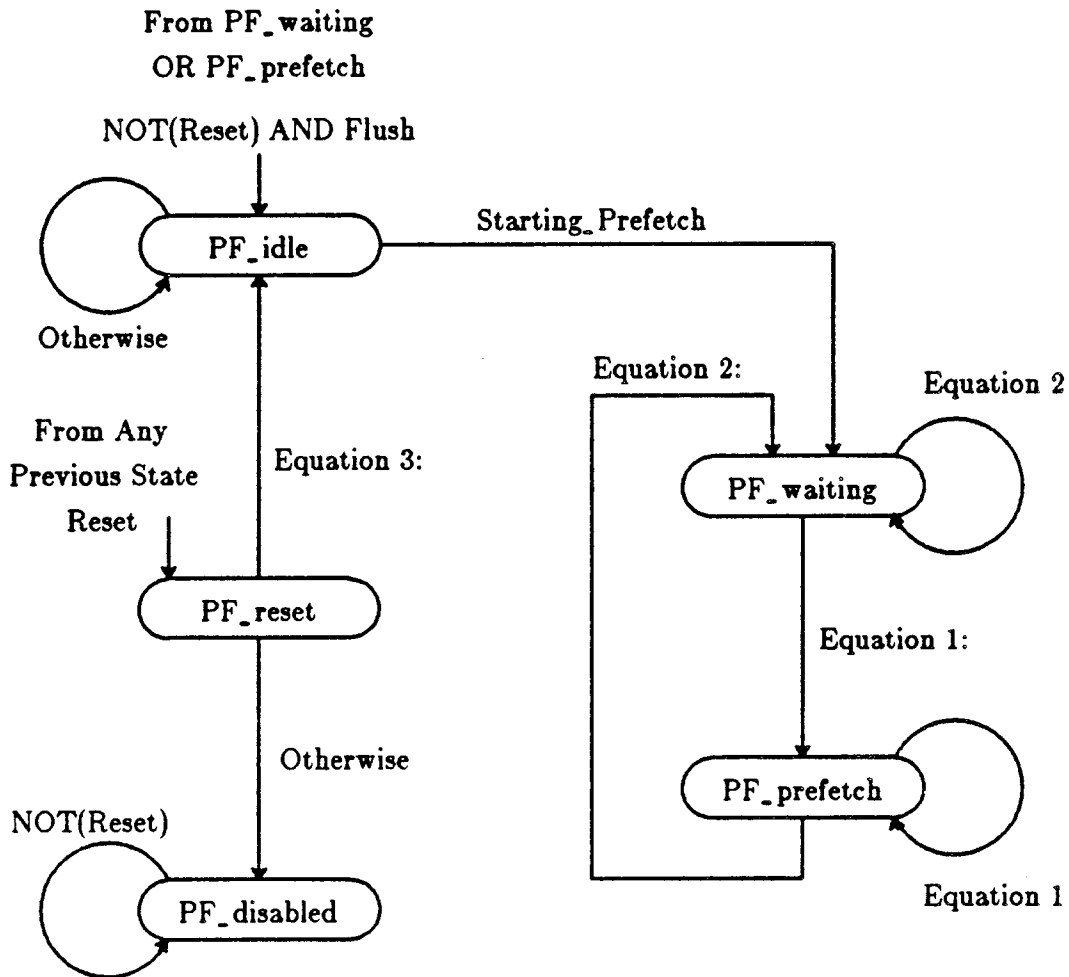 From PF_waiting
OR PF_prefetch
NOT(Reset) AND Flush
Starting_Prefetch
PF_idle
Otherwise
Equation 2:
Equation 2
From Any
Previous State
Reset
Equation 3:
PF_waiting
PF_reset
Equation 1:
Otherwise
PF_prefetch
NOT(Reset)
PF_disabled
Equation 1